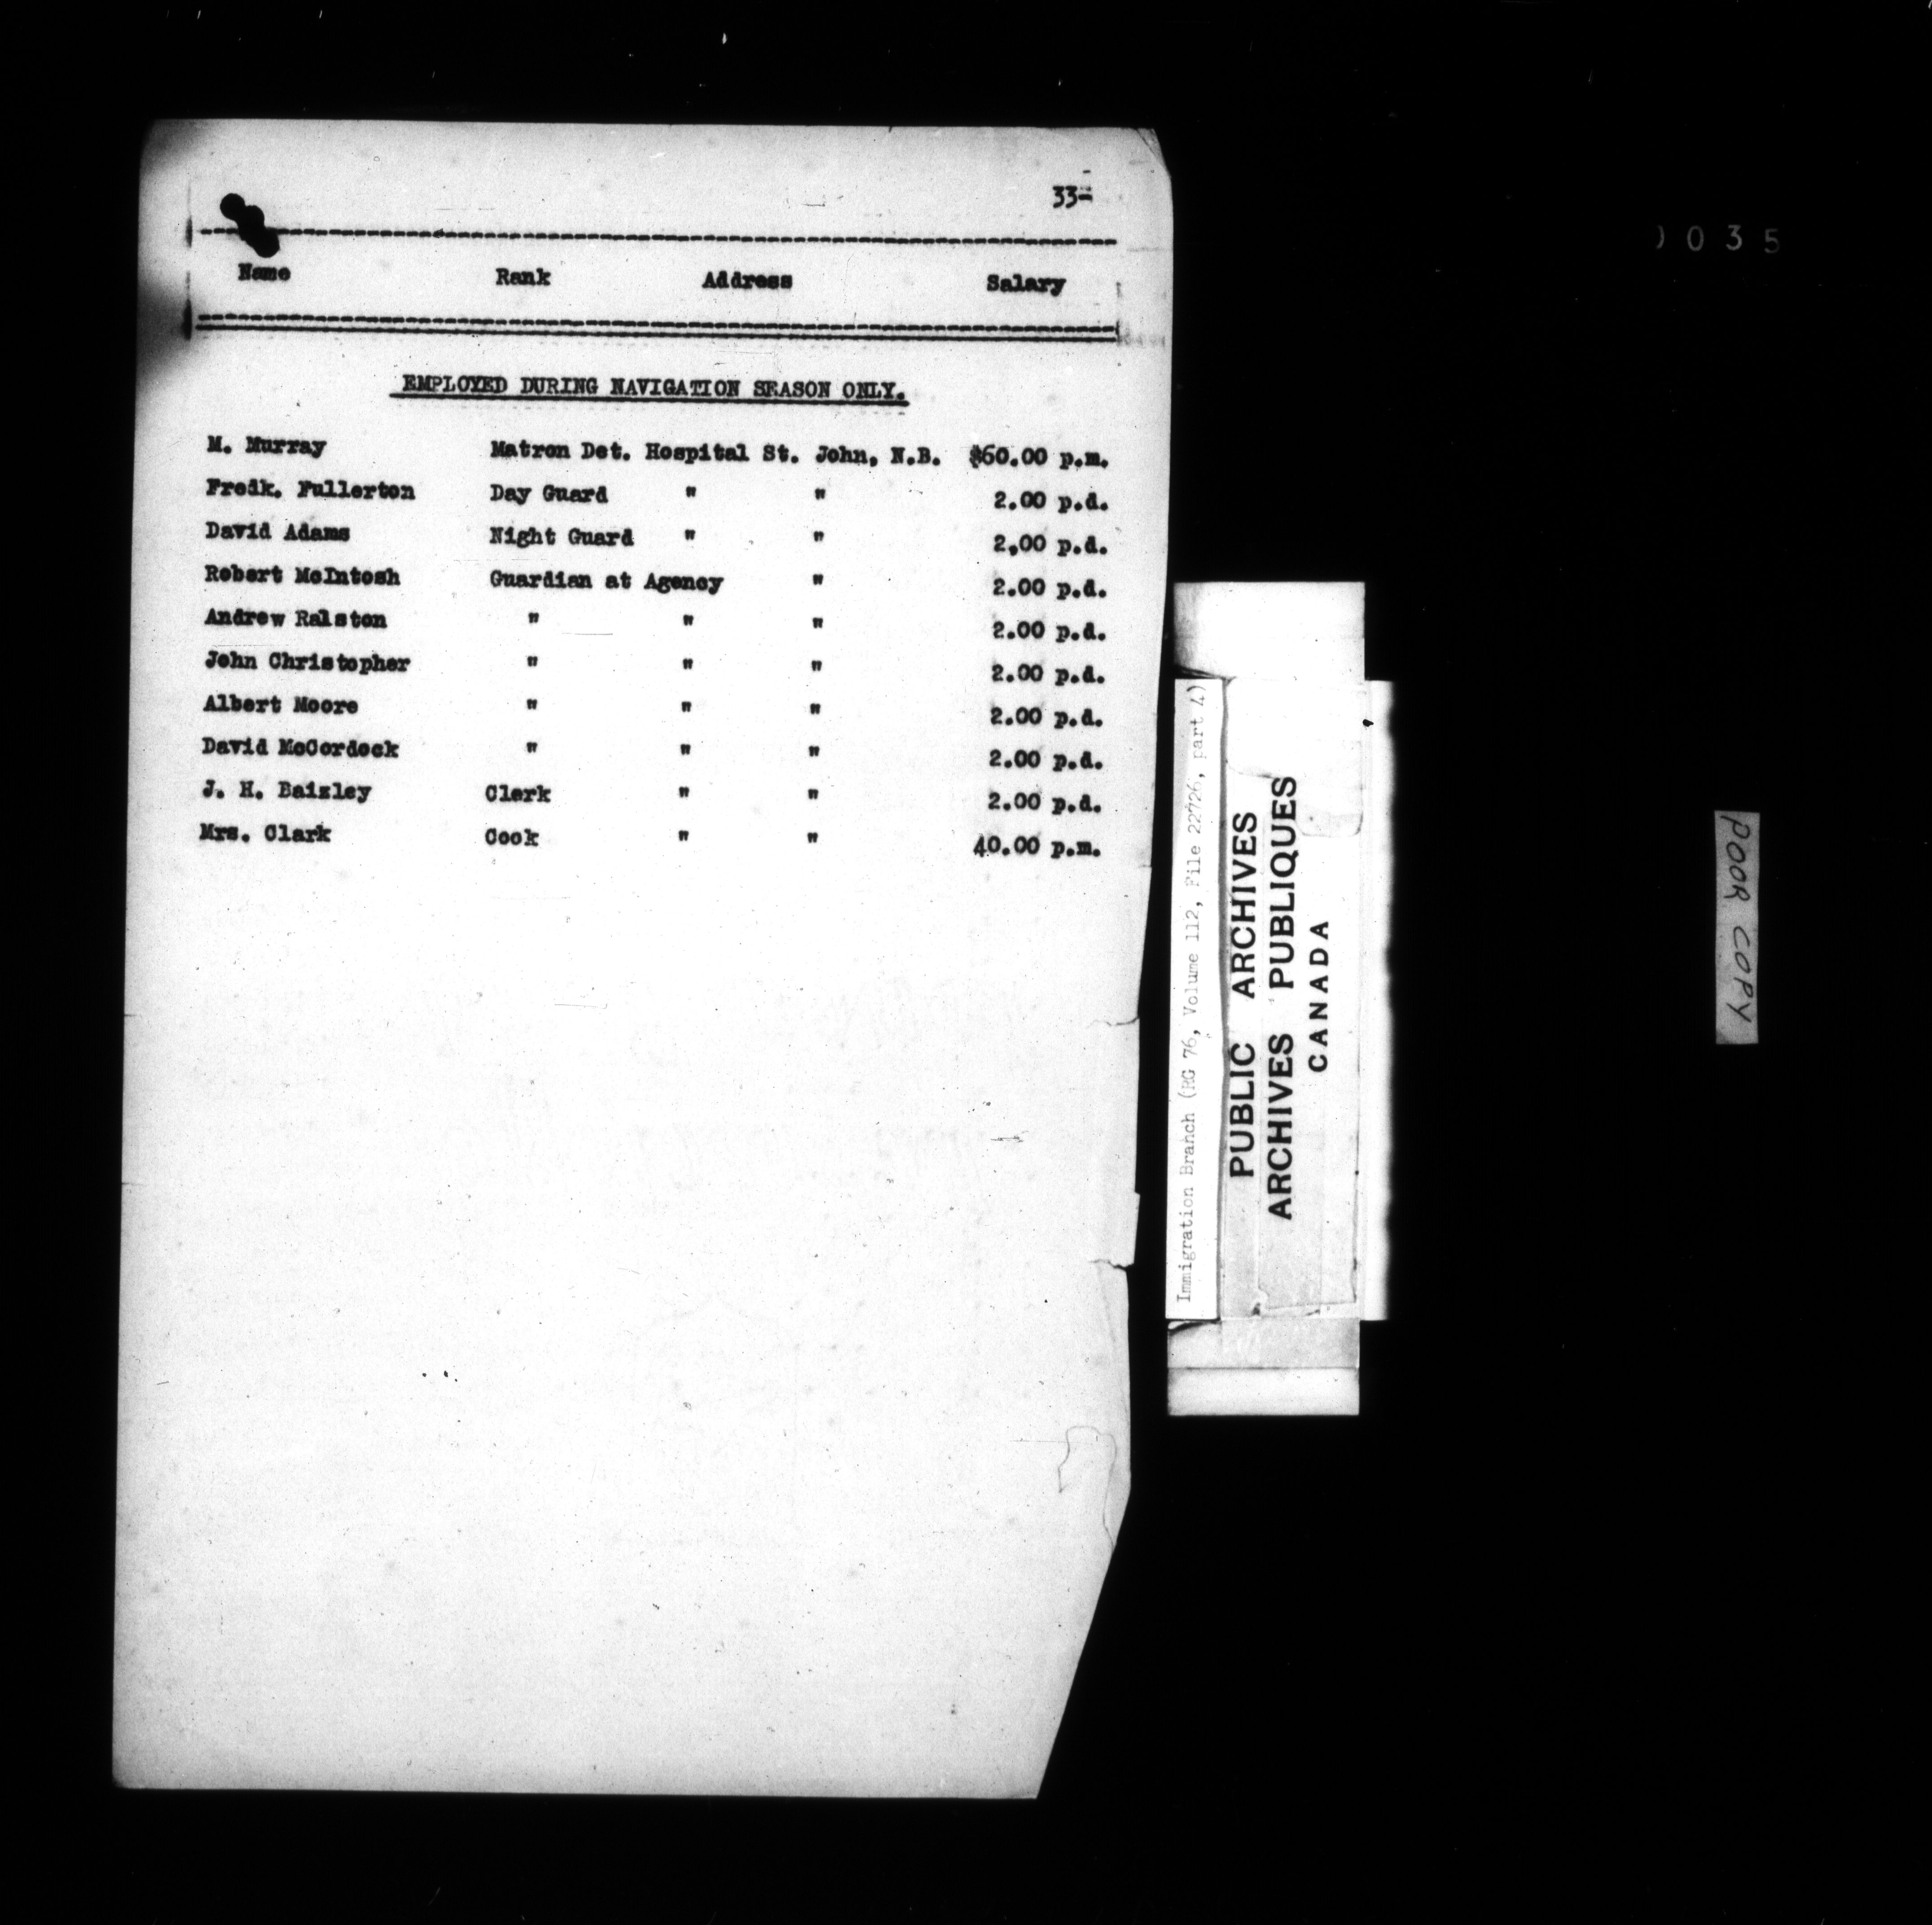 33-
Name Rank Address Salary
EMPLOYED DURING NAVIGATION SEASON ONLY.
M. Murray Matron Det. Hospital St. John, N.B. $60.00 p.m.
Fredk. Fullerton Day Guard " " 2.00 p.d.
David Adams Night Guard " " 2,00 p.d.
Robert McIntosh Guardian at Agency " 2.00 p.d.
Andrew Ralston " " " 2.00 p.d.
John Christopher " " " 2.00 p.d.
Albert Moore " " " 2.00 p.d.
David McCordock " " " 2.00 p.d.
J. H. Baizley Clerk " " 2.00 p.d.
Mrs. Clark Cook " " 40.00 p.m.
Immigration Branch (RG 76, Volume 112, File 22726, part 4)
PUBLIC ARCHIVES
ARCHIVES PUBLIQUES
CANADA
0035
POOR COPY